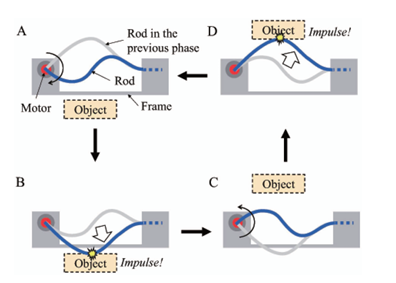 A
Rod in the
previous phase
Rod
Motor
Frame
Object
D
Object
Impulse!
B
Object
Impulse!
C
Object